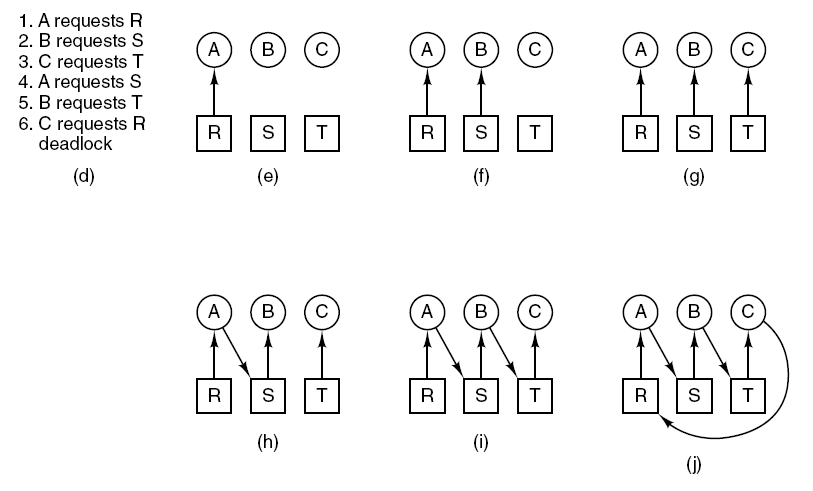 1. A requests R
2. B requests S
3. C requests T
4. A requests S
5. B requests T
6. C requests R
deadlock
(d)
A B C
R S T
(e)
A B C
R S T
(f)
A B C
R S T
(g)
A B C
R S T
(h)
A B C
R S T
(i)
A B C
R S T
(j)